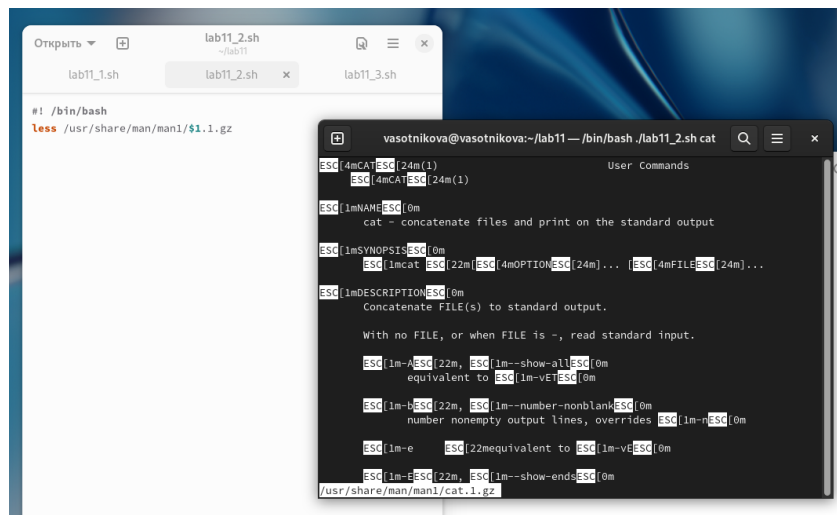 Открыть
lab11_2.sh
~/lab11
lab11_1.sh
lab11_2.sh
lab11_3.sh
#! /bin/bash
less /usr/share/man/man1/$1.1.gz
vasotnikova@vasotnikova:~/lab11 — /bin/bash ./lab11_2.sh cat
ESC[4mCATESC[24m(1) User Commands
ESC[4mCATESC[24m(1)
ESC[1mNAMEESC[0m
cat - concatenate files and print on the standard output
ESC[1mSYNOPSISESC[0m
ESC[1mcat ESC[22m[ESC[4mOPTIONESC[24m]... [ESC[4mFILEESC[24m]...
ESC[1mDESCRIPTIONESC[0m
Concatenate FILE(s) to standard output.
With no FILE, or when FILE is -, read standard input.
ESC[1m-AESC[22m, ESC[1m--show-allESC[0m
equivalent to ESC[1m-vETESC[0m
ESC[1m-bESC[22m, ESC[1m--number-nonblankESC[0m
number nonempty output lines, overrides ESC[1m-nESC[0m
ESC[1m-e ESC[22mequivalent to ESC[1m-vEESC[0m
ESC[1m-EESC[22m, ESC[1m--show-endsESC[0m
/usr/share/man/man1/cat.1.gz